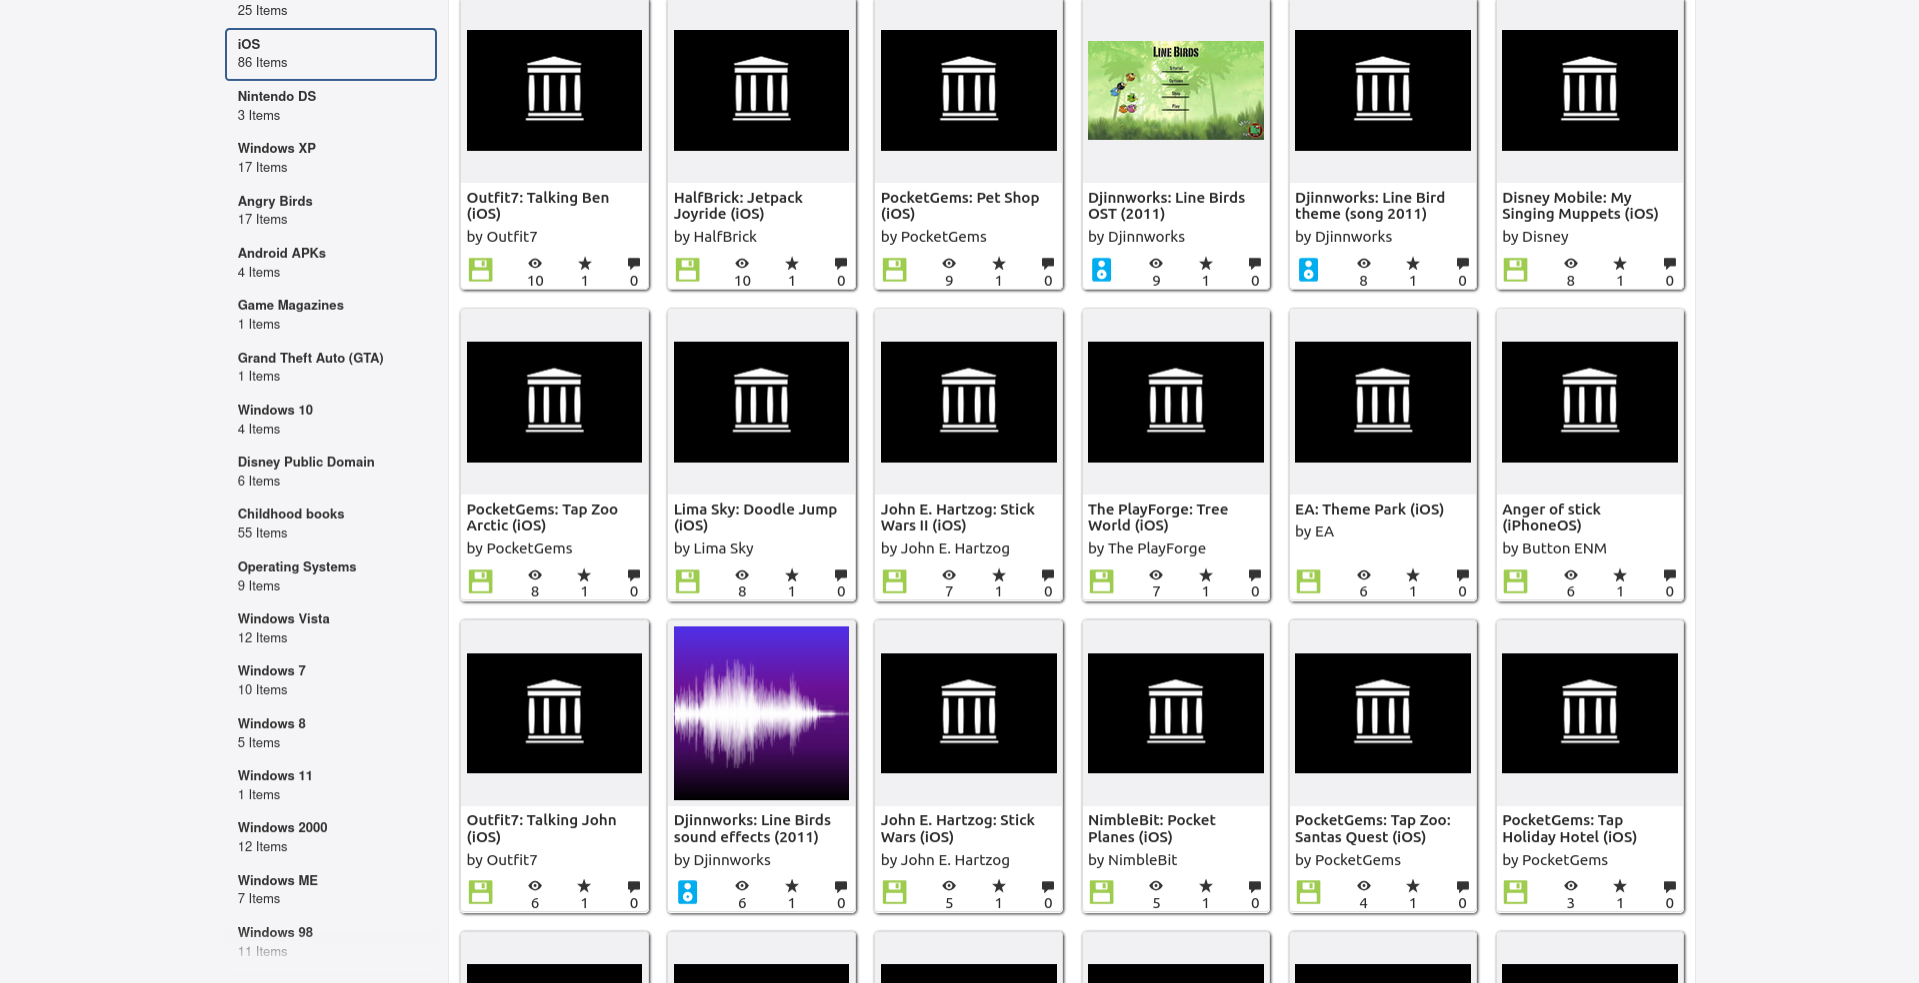 25 Items
iOS
86 Items
Nintendo DS
3 Items
Windows XP
17 Items
Angry Birds
17 Items
Android APKs
4 Items
Game Magazines
1 Items
Grand Theft Auto (GTA)
1 Items
Windows 10
4 Items
Disney Public Domain
6 Items
Childhood books
55 Items
Operating Systems
9 Items
Windows Vista
12 Items
Windows 7
10 Items
Windows 8
5 Items
Windows 11
1 Items
Windows 2000
12 Items
Windows ME
7 Items
Windows 98
11 Items
Outfit7: Talking Ben
(iOS)
by Outfit7
10 1 0
HalfBrick: Jetpack
Joyride (iOS)
by HalfBrick
10 1 0
PocketGems: Pet Shop
(iOS)
by PocketGems
9 1 0
LINE BIRDS
Play
Djinnworks: Line Birds
OST (2011)
by Djinnworks
9 1 0
Djinnworks: Line Bird
theme (song 2011)
by Djinnworks
8 1 0
Disney Mobile: My
Singing Muppets (iOS)
by Disney
8 1 0
PocketGems: Tap Zoo
Arctic (iOS)
by PocketGems
8 1 0
Lima Sky: Doodle Jump
(iOS)
by Lima Sky
8 1 0
John E. Hartzog: Stick
Wars II (iOS)
by John E. Hartzog
7 1 0
The PlayForge: Tree
World (iOS)
by The PlayForge
7 1 0
EA: Theme Park (iOS)
by EA
6 1 0
Anger of stick
(iPhoneOS)
by Button ENM
6 1 0
Outfit7: Talking John
(iOS)
by Outfit7
6 1 0
Djinnworks: Line Birds
sound effects (2011)
by Djinnworks
6 1 0
John E. Hartzog: Stick
Wars (iOS)
by John E. Hartzog
5 1 0
NimbleBit: Pocket
Planes (iOS)
by NimbleBit
5 1 0
PocketGems: Tap Zoo:
Santas Quest (iOS)
by PocketGems
4 1 0
PocketGems: Tap
Holiday Hotel (iOS)
by PocketGems
3 1 0